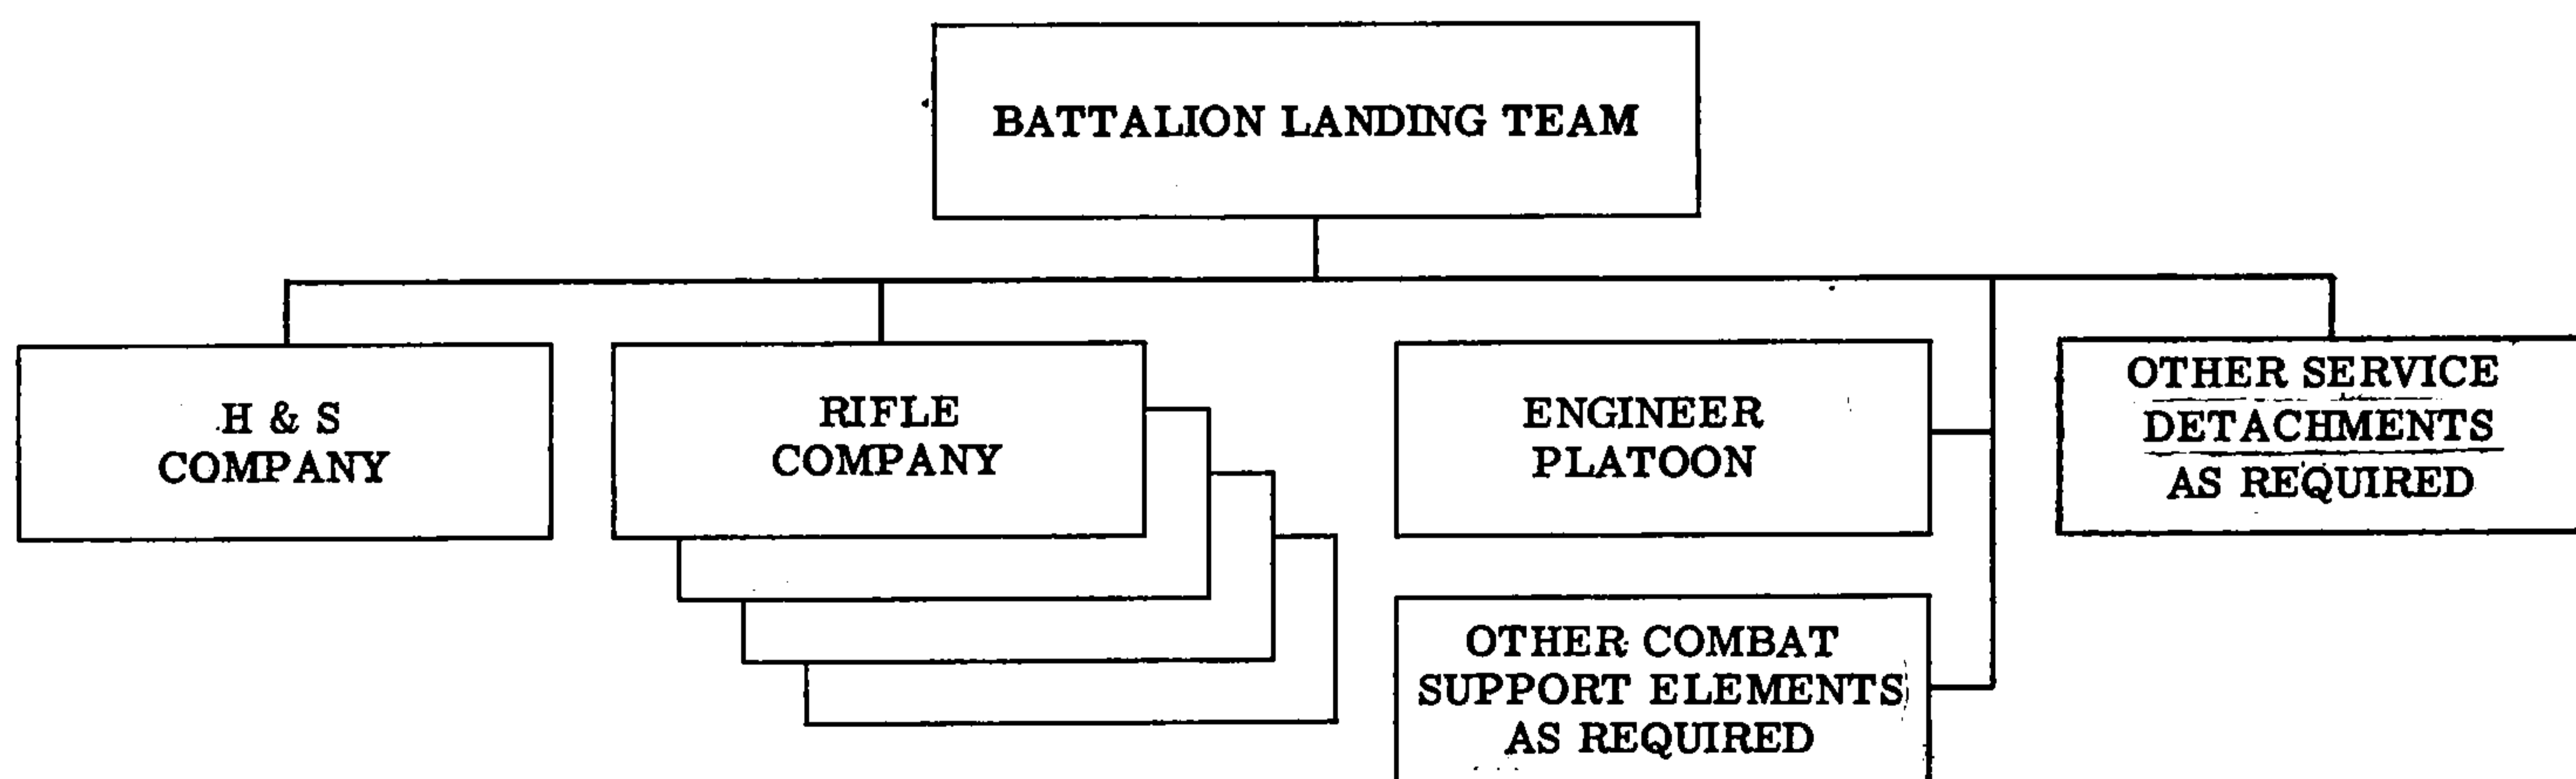 BATTALION LANDING TEAM
H & S
COMPANY
RIFLE
COMPANY
ENGINEER
PLATOON
OTHER SERVICE
DETACHMENTS
AS REQUIRED
OTHER COMBAT
SUPPORT ELEMENTS
AS REQUIRED